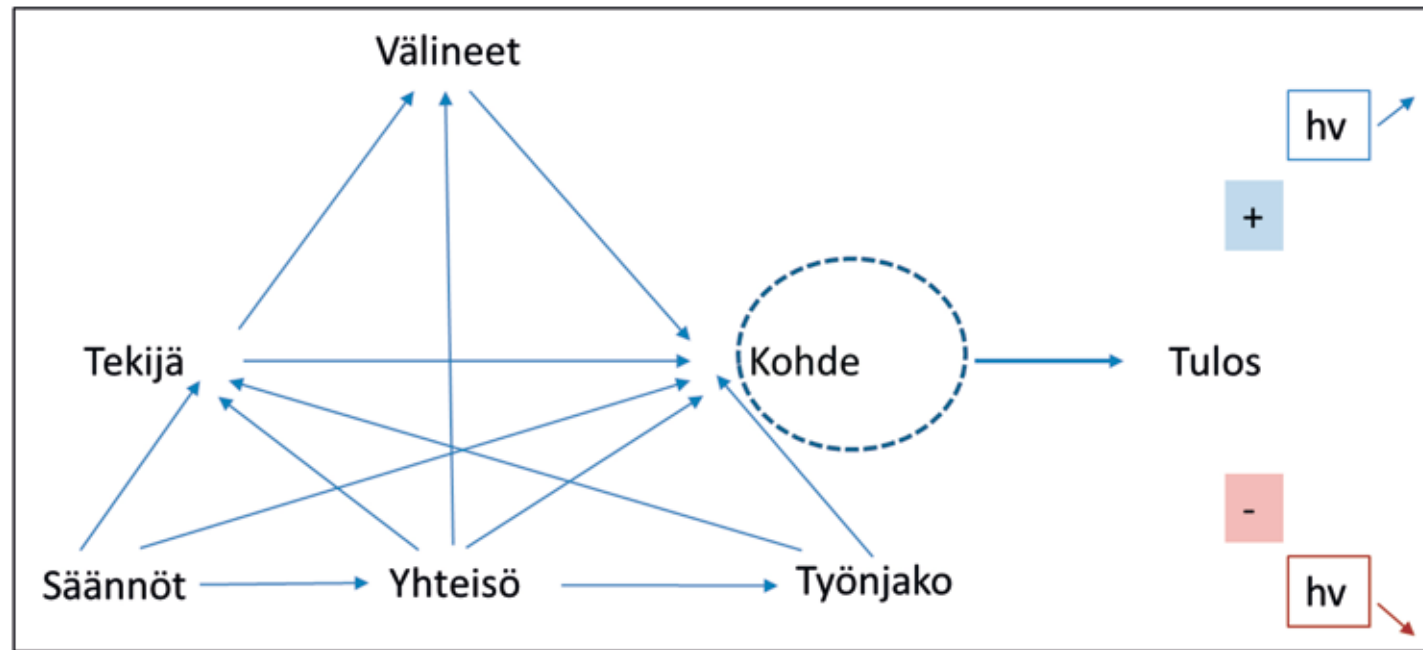 Välineet
hv
+
Tekijä
Kohde
Tulos
-
Säännöt
Yhteisö
Työnjako
hv